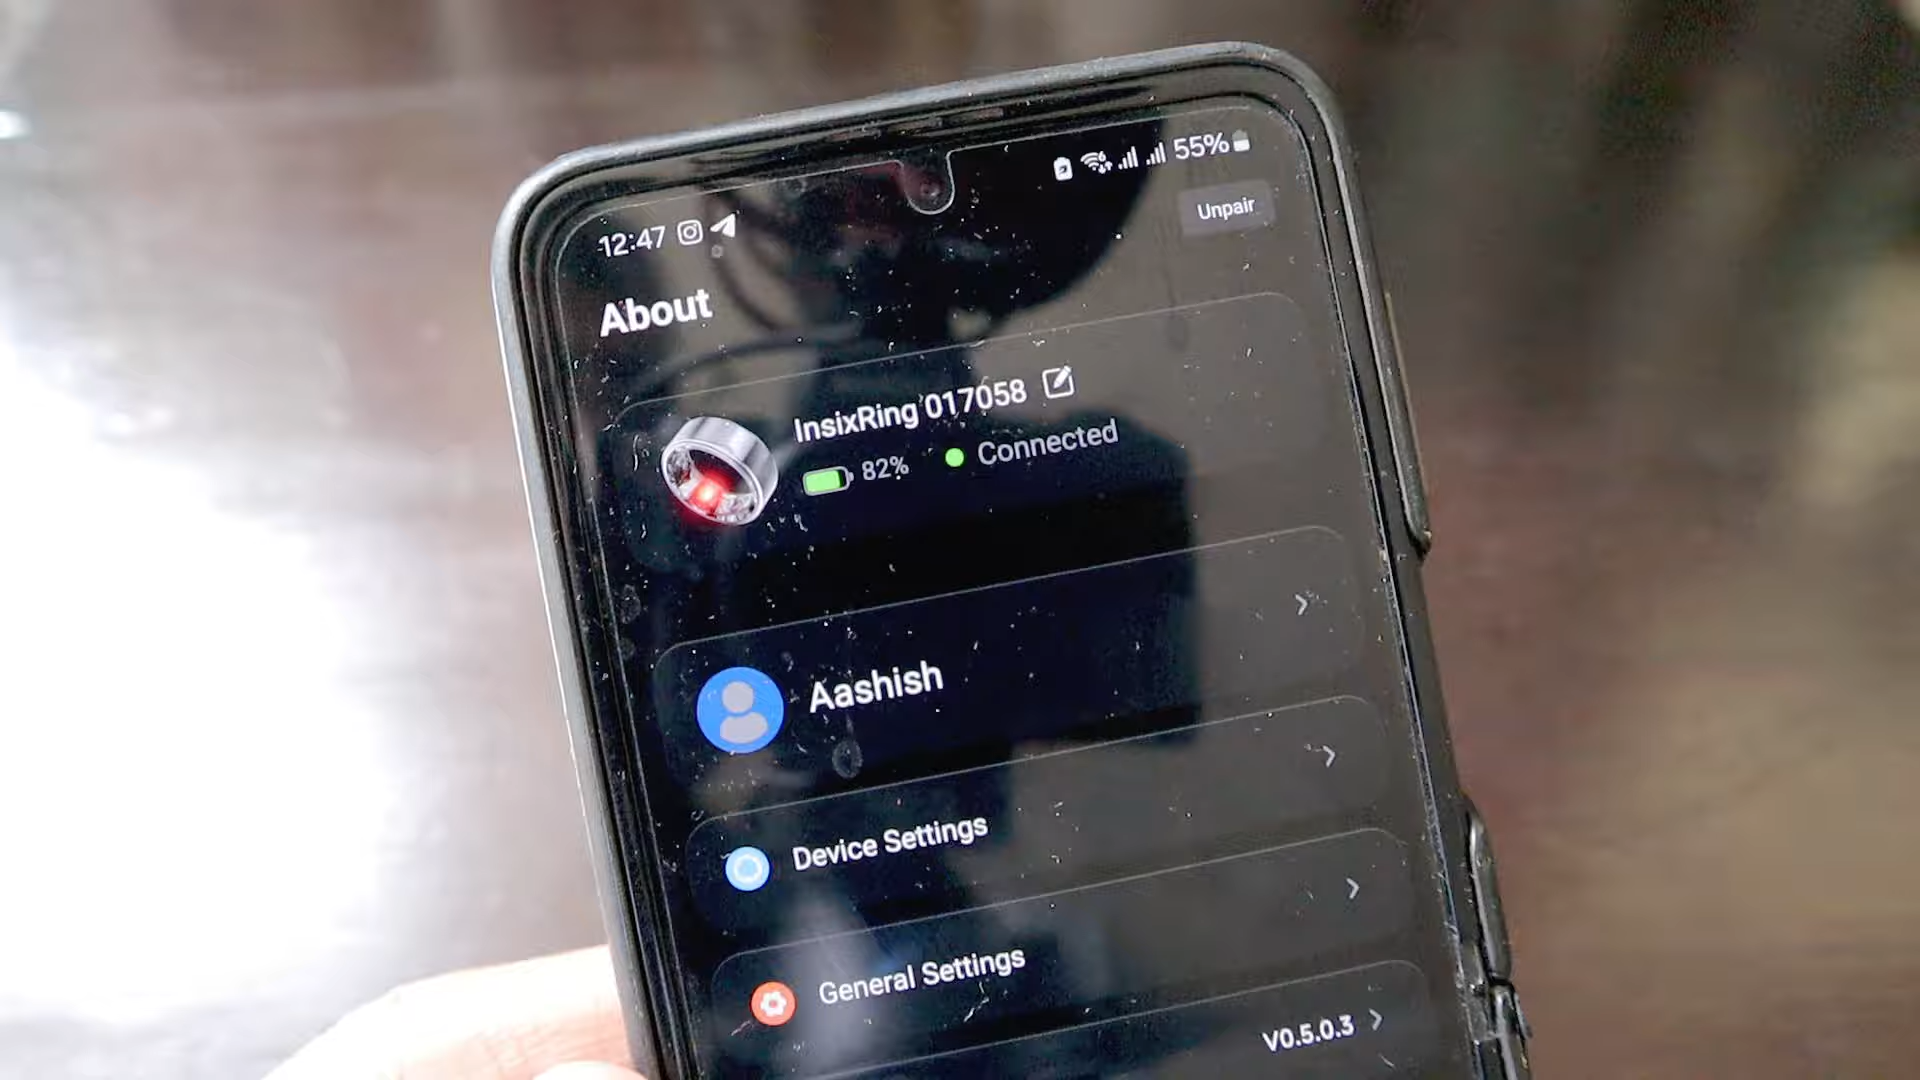 12:47 55%
Unpair
About
InsixRing 017058
82% Connected
Aashish
Device Settings
General Settings
V0.5.0.3